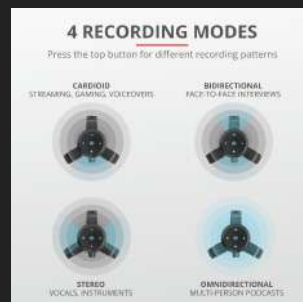 4 RECORDING MODES
Press the top button for different recording patterns
CARDIOID
STREAMING, GAMING, VOICEOVERS
BIDIRECTIONAL
FACE-TO-FACE INTERVIEWS
STEREO
VOCALS, INSTRUMENTS
OMNIDIRECTIONAL
MULTI-PERSON PODCASTS